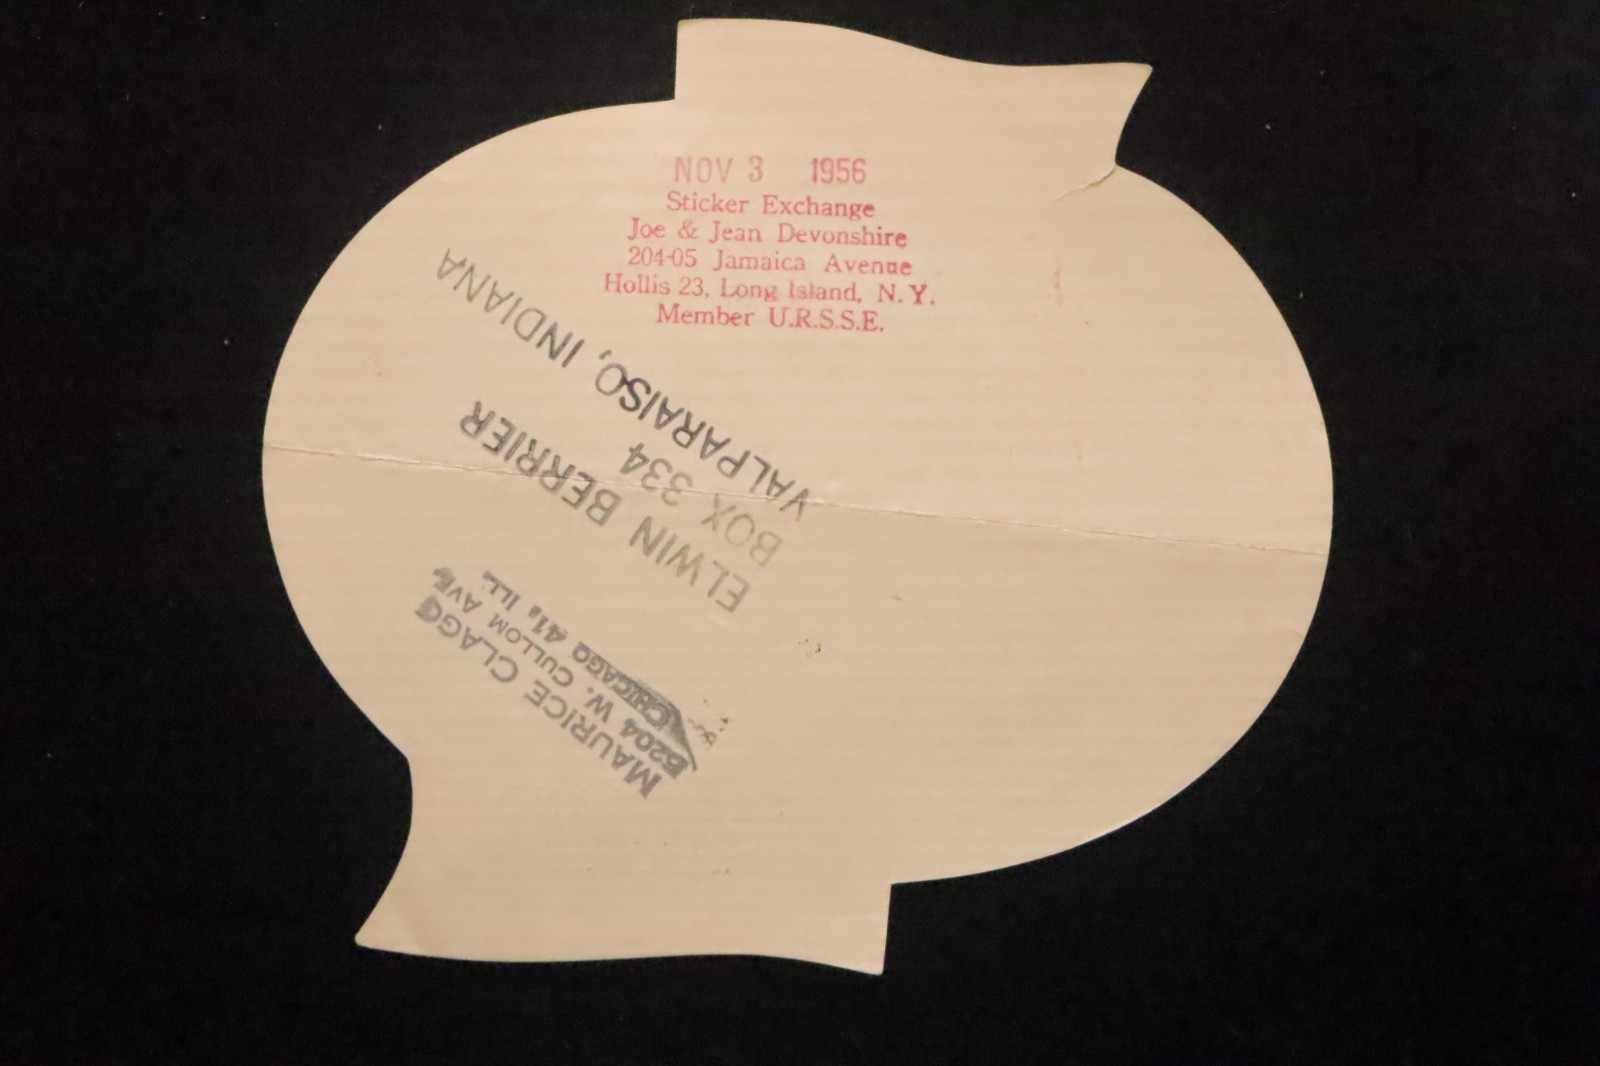 NOV 3 1956
Sticker Exchange
Joe & Jean Devonshire
204-05 Jamaica Avenue
Hollis 23, Long Island, N. Y.
Member U.R.S.S.E.
ELWIN BERRIER
BOX 334
VALPARAISO, INDIANA
MAURICE CLAGG
5204 W. CULLOM AVE.
CHICAGO 41, ILL.